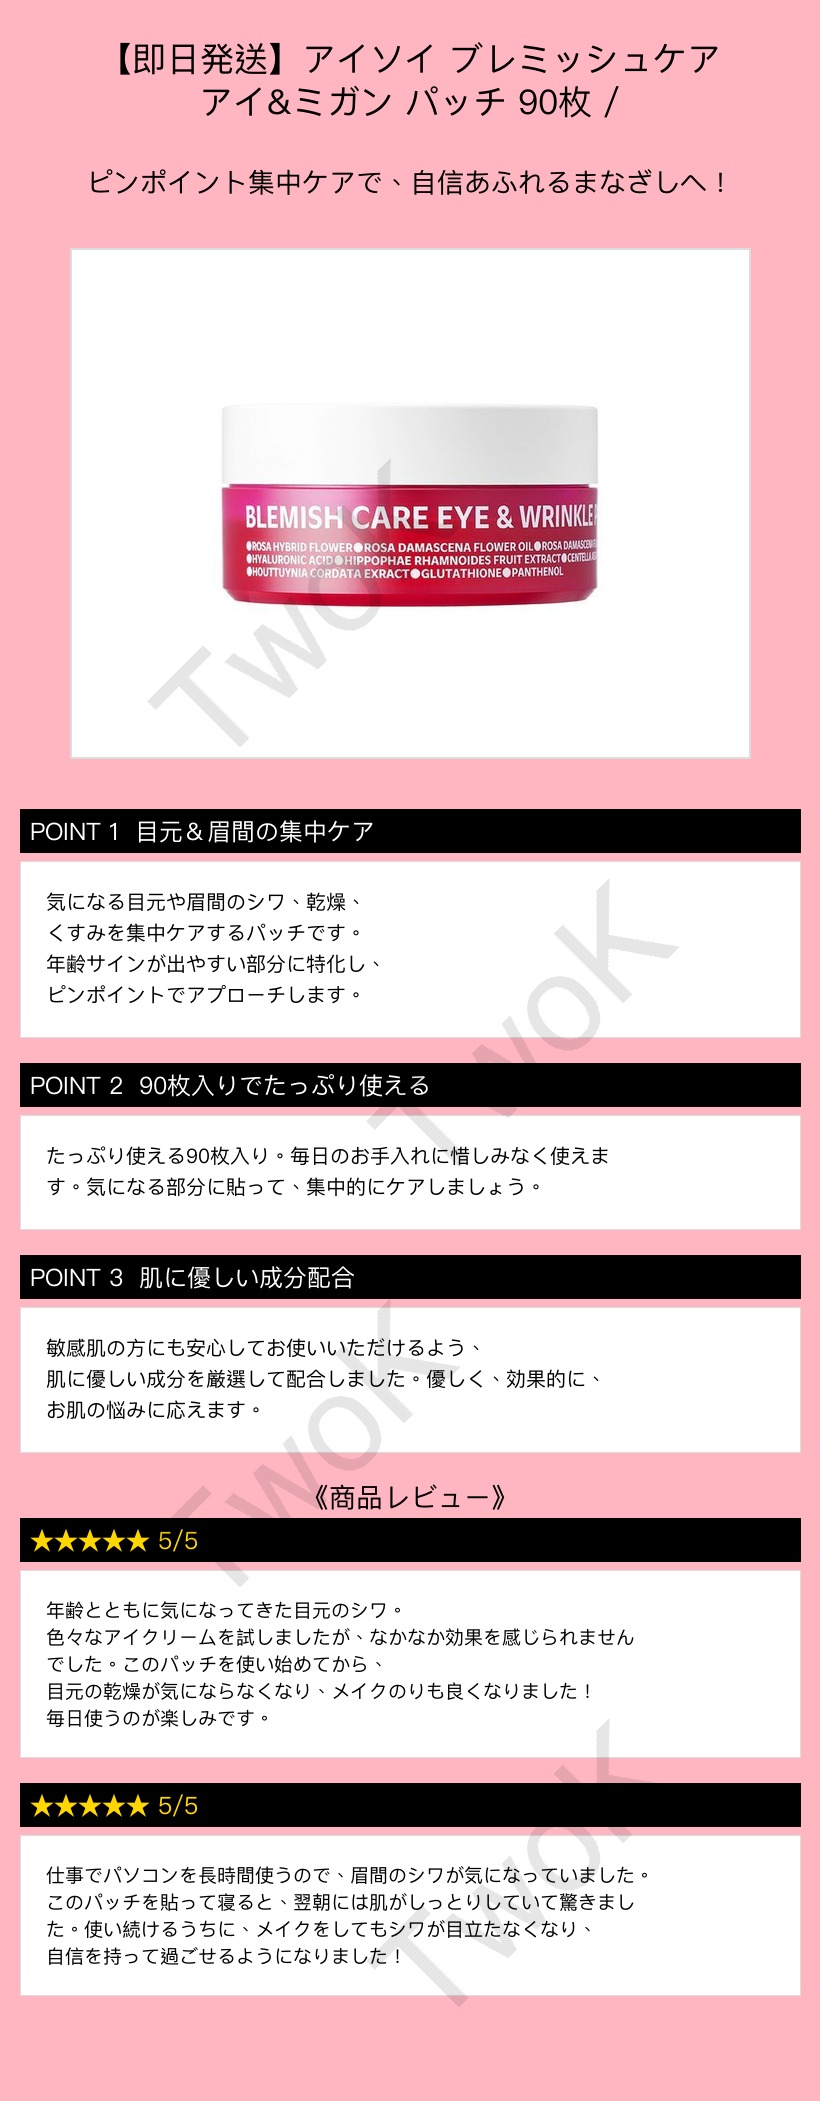 【即日発送】アイソイ ブレミッシュケア
アイ&ミガン パッチ 90枚 /
ピンポイント集中ケアで、自信あふれるまなざしへ！
BLEMISH CARE EYE & WRINKLE
●ROSA HYBRID FLOWER●ROSA DAMASCENA FLOWER OIL●ROSA DAMASCENA
●HYALURONIC ACID●HIPPOPHAE RHAMNOIDES FRUIT EXTRACT●CENTELLA
●HOUTTUYNIA CORDATA EXRACT●GLUTATHIONE●PANTHENOL
TwoK
POINT 1 目元＆眉間の集中ケア
気になる目元や眉間のシワ、乾燥、
くすみを集中ケアするパッチです。
年齢サインが出やすい部分に特化し、
ピンポイントでアプローチします。
TwoK
POINT 2 90枚入りでたっぷり使える
たっぷり使える90枚入り。毎日のお手入れに惜しみなく使えま
す。気になる部分に貼って、集中的にケアしましょう。
POINT 3 肌に優しい成分配合
敏感肌の方にも安心してお使いいただけるよう、
肌に優しい成分を厳選して配合しました。優しく、効果的に、
お肌の悩みに応えます。
TwoK
《商品レビュー》
★★★★★ 5/5
年齢とともに気になってきた目元のシワ。
色々なアイクリームを試しましたが、なかなか効果を感じられません
でした。このパッチを使い始めてから、
目元の乾燥が気にならなくなり、メイクのりも良くなりました！
毎日使うのが楽しみです。
★★★★★ 5/5
仕事でパソコンを長時間使うので、眉間のシワが気になっていました。
このパッチを貼って寝ると、翌朝には肌がしっとりしていて驚きまし
た。使い続けるうちに、メイクをしてもシワが目立たなくなり、
自信を持って過ごせるようになりました！
TwoK